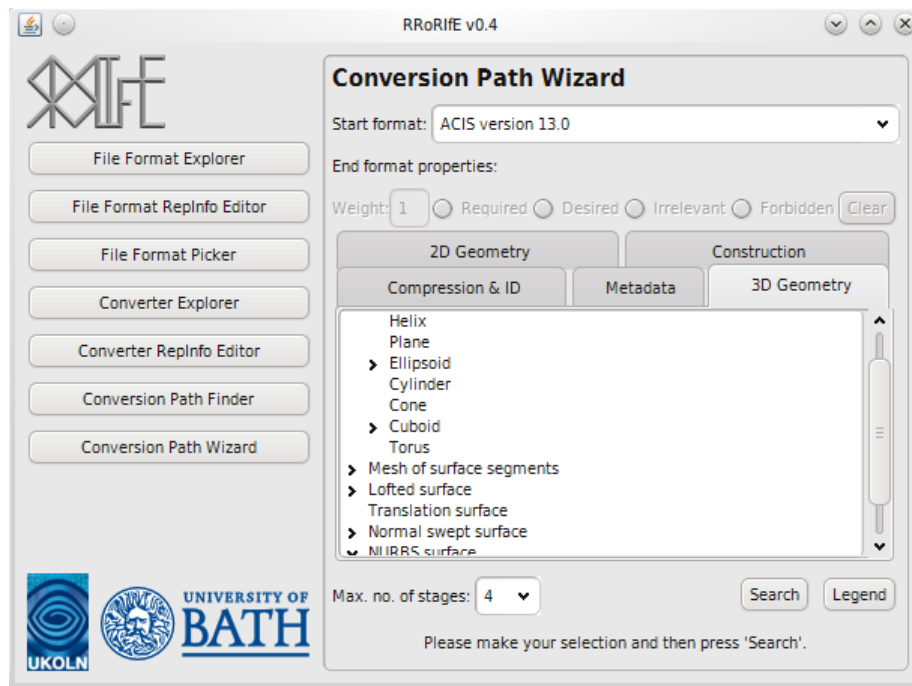 RRoRIfE v0.4
RRoRIfE
File Format Explorer
File Format RepInfo Editor
File Format Picker
Converter Explorer
Converter RepInfo Editor
Conversion Path Finder
Conversion Path Wizard
UKOLN
UNIVERSITY OF
BATH
Conversion Path Wizard
Start format: ACIS version 13.0
End format properties:
Weight: 1 Required Desired Irrelevant Forbidden Clear
2D Geometry Construction
Compression & ID Metadata 3D Geometry
Helix
Plane
Ellipsoid
Cylinder
Cone
Cuboid
Torus
Mesh of surface segments
Lofted surface
Translation surface
Normal swept surface
NURBS surface
Max. no. of stages: 4 Search Legend
Please make your selection and then press 'Search'.